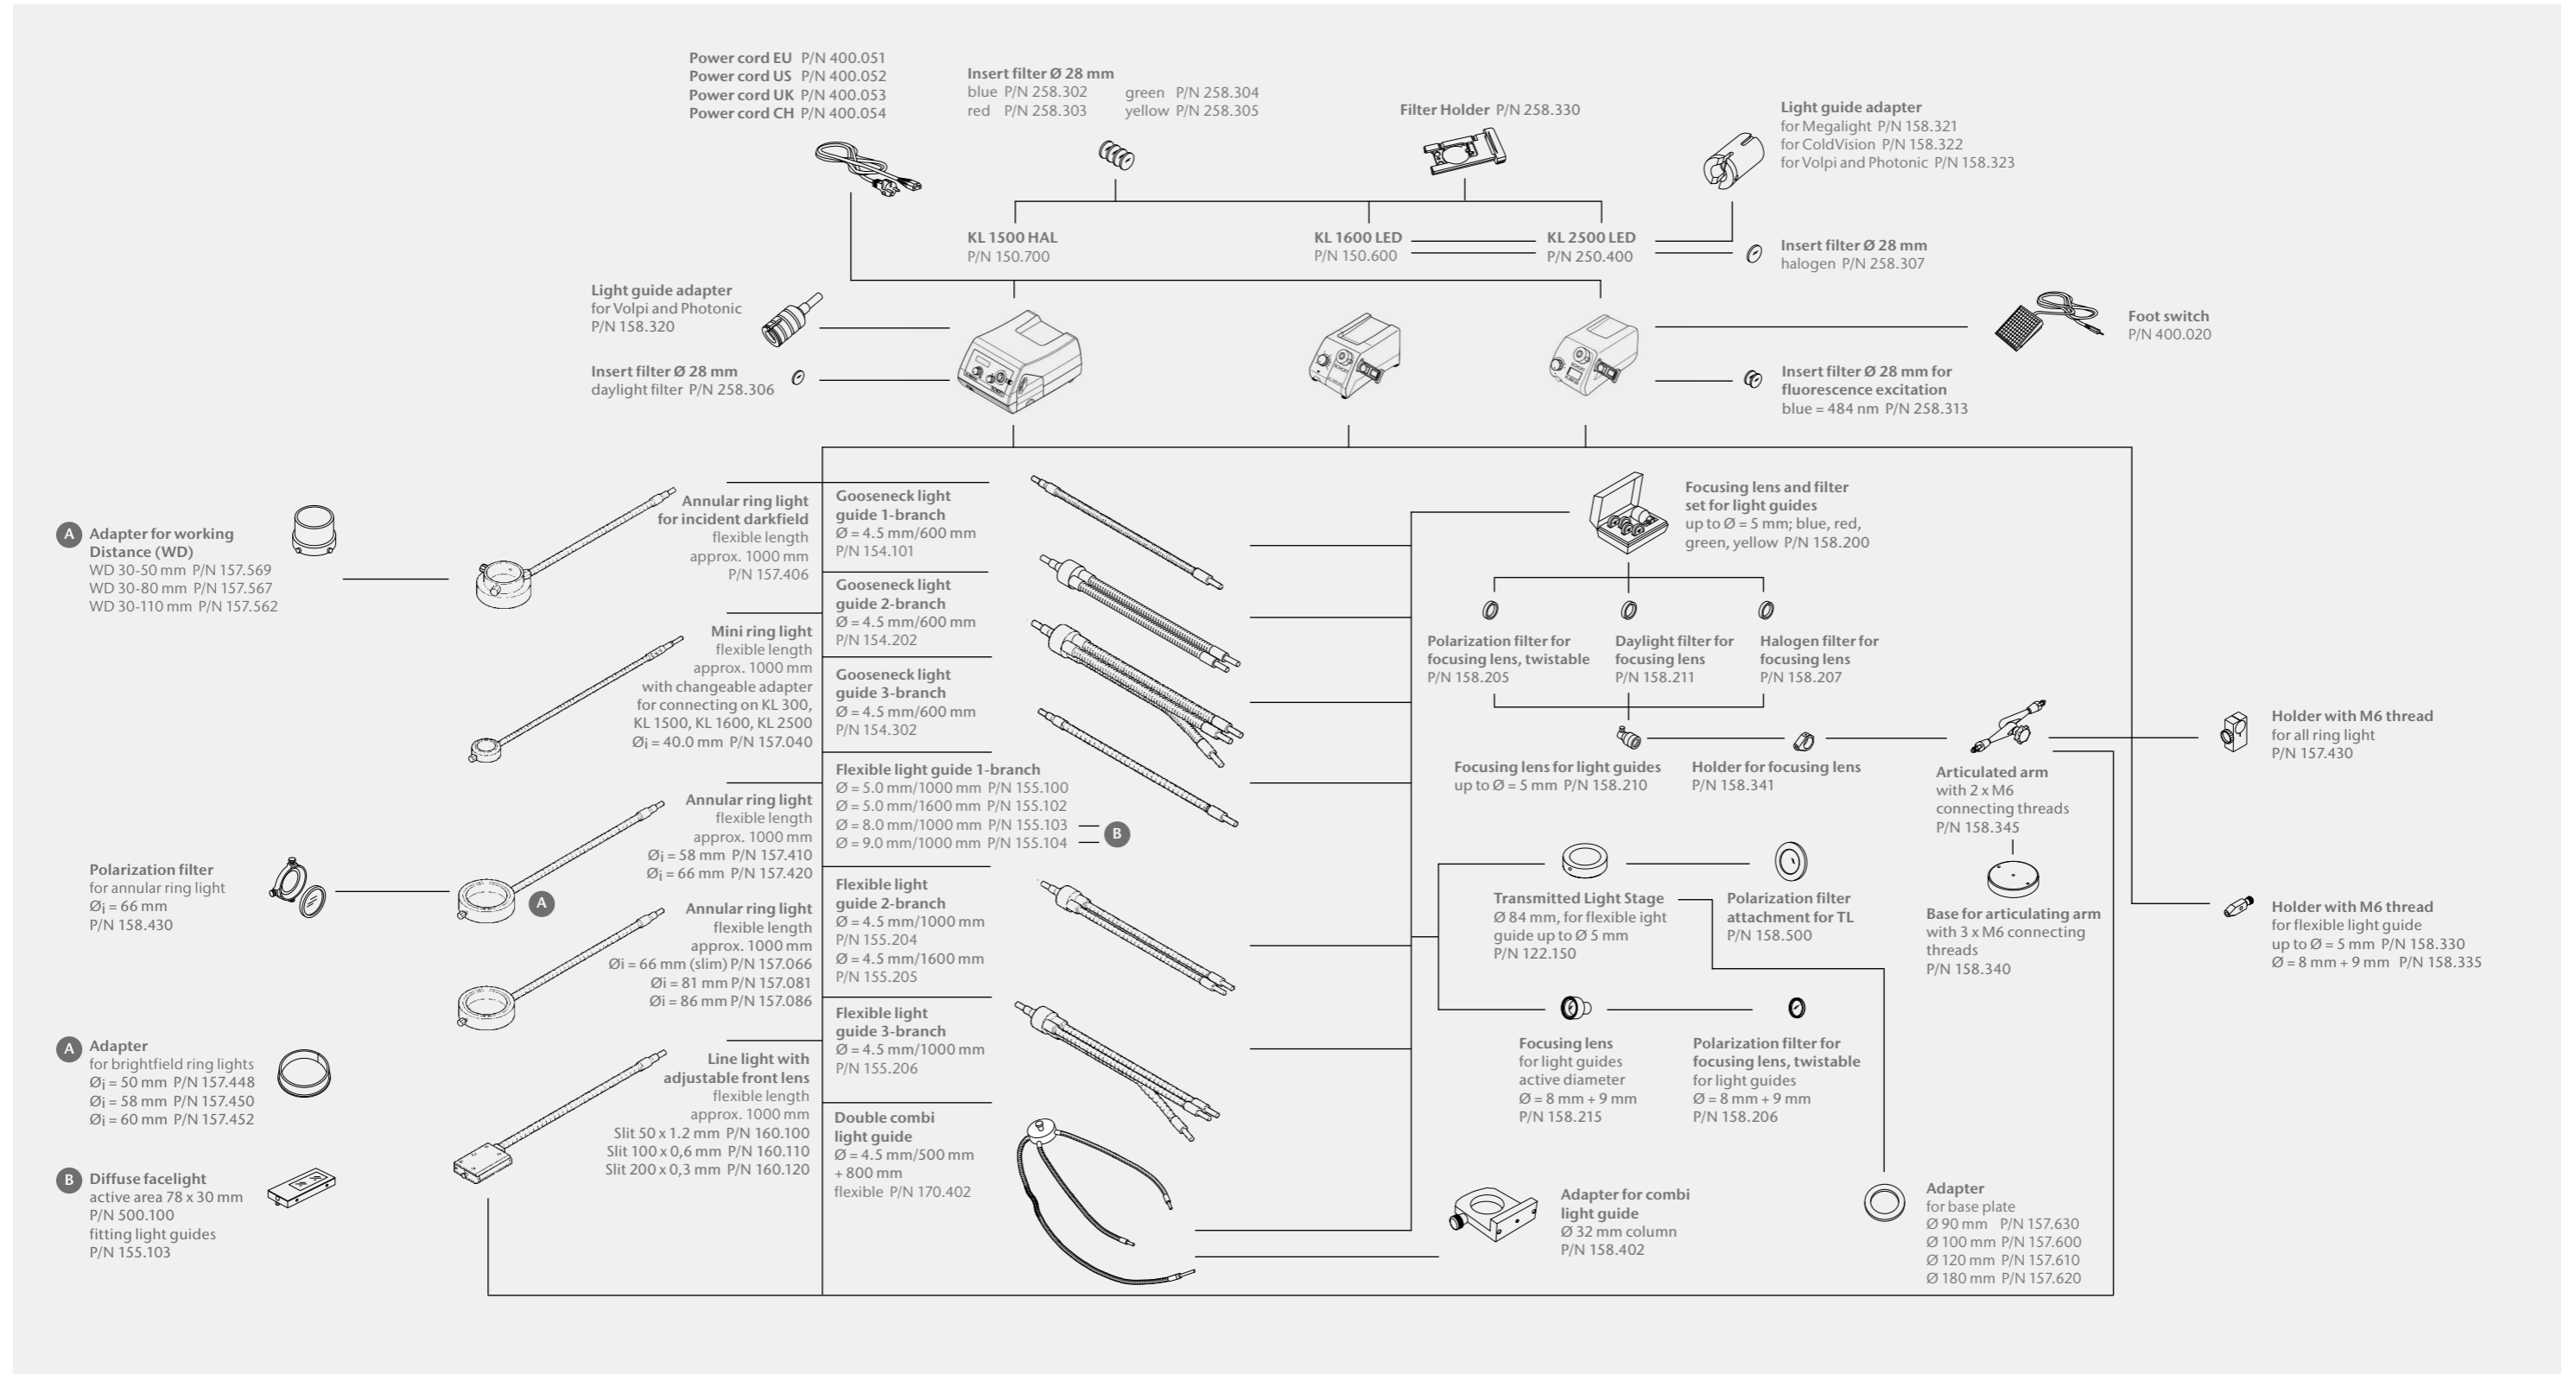 Power cord EU P/N 400.051
Power cord US P/N 400.052
Power cord UK P/N 400.053
Power cord CH P/N 400.054
Insert filter Ø 28 mm
blue P/N 258.302 green P/N 258.304
red P/N 258.303 yellow P/N 258.305
Filter Holder P/N 258.330
Light guide adapter
for Megalight P/N 158.321
for ColdVision P/N 158.322
for Volpi and Photonic P/N 158.323
KL 1500 HAL
P/N 150.700
KL 1600 LED
P/N 150.600
KL 2500 LED
P/N 250.400
Insert filter Ø 28 mm
halogen P/N 258.307
Light guide adapter
for Volpi and Photonic
P/N 158.320
Insert filter Ø 28 mm
daylight filter P/N 258.306
Foot switch
P/N 400.020
Insert filter Ø 28 mm for
fluorescence excitation
blue = 484 nm P/N 258.313
A Adapter for working
Distance (WD)
WD 30-50 mm P/N 157.569
WD 30-80 mm P/N 157.567
WD 30-110 mm P/N 157.562
Polarization filter
for annular ring light
Øi = 66 mm
P/N 158.430
A Adapter
for brightfield ring lights
Øi = 50 mm P/N 157.448
Øi = 58 mm P/N 157.450
Øi = 60 mm P/N 157.452
B Diffuse facelight
active area 78 x 30 mm
P/N 500.100
fitting light guides
P/N 155.103
Annular ring light
for incident darkfield
flexible length
approx. 1000 mm
P/N 157.406
Mini ring light
flexible length
approx. 1000 mm
with changeable adapter
for connecting on KL 300,
KL 1500, KL 1600, KL 2500
Øi = 40.0 mm P/N 157.040
Annular ring light
flexible length
approx. 1000 mm
Øi = 58 mm P/N 157.410
Øi = 66 mm P/N 157.420
A
Annular ring light
flexible length
approx. 1000 mm
Øi = 66 mm (slim) P/N 157.066
Øi = 81 mm P/N 157.081
Øi = 86 mm P/N 157.086
Line light with
adjustable front lens
flexible length
approx. 1000 mm
Slit 50 x 1.2 mm P/N 160.100
Slit 100 x 0,6 mm P/N 160.110
Slit 200 x 0,3 mm P/N 160.120
Gooseneck light
guide 1-branch
Ø = 4.5 mm/600 mm
P/N 154.101
Gooseneck light
guide 2-branch
Ø = 4.5 mm/600 mm
P/N 154.202
Gooseneck light
guide 3-branch
Ø = 4.5 mm/600 mm
P/N 154.302
Flexible light guide 1-branch
Ø = 5.0 mm/1000 mm P/N 155.100
Ø = 5.0 mm/1600 mm P/N 155.102
Ø = 8.0 mm/1000 mm P/N 155.103
Ø = 9.0 mm/1000 mm P/N 155.104
B
Flexible light
guide 2-branch
Ø = 4.5 mm/1000 mm
P/N 155.204
Ø = 4.5 mm/1600 mm
P/N 155.205
Flexible light
guide 3-branch
Ø = 4.5 mm/1000 mm
P/N 155.206
Double combi
light guide
Ø = 4.5 mm/500 mm
+ 800 mm
flexible P/N 170.402
Focusing lens and filter
set for light guides
up to Ø = 5 mm; blue, red,
green, yellow P/N 158.200
Polarization filter for
focusing lens, twistable
P/N 158.205
Daylight filter for
focusing lens
P/N 158.211
Halogen filter for
focusing lens
P/N 158.207
Focusing lens for light guides
up to Ø = 5 mm P/N 158.210
Holder for focusing lens
P/N 158.341
Articulated arm
with 2 x M6
connecting threads
P/N 158.345
Holder with M6 thread
for all ring light
P/N 157.430
Transmitted Light Stage
Ø 84 mm, for flexible ight
guide up to Ø 5 mm
P/N 122.150
Polarization filter
attachment for TL
P/N 158.500
Base for articulating arm
with 3 x M6 connecting
threads
P/N 158.340
Holder with M6 thread
for flexible light guide
up to Ø = 5 mm P/N 158.330
Ø = 8 mm + 9 mm P/N 158.335
Focusing lens
for light guides
active diameter
Ø = 8 mm + 9 mm
P/N 158.215
Polarization filter for
focusing lens, twistable
for light guides
Ø = 8 mm + 9 mm
P/N 158.206
Adapter for combi
light guide
Ø 32 mm column
P/N 158.402
Adapter
for base plate
Ø 90 mm P/N 157.630
Ø 100 mm P/N 157.600
Ø 120 mm P/N 157.610
Ø 180 mm P/N 157.620